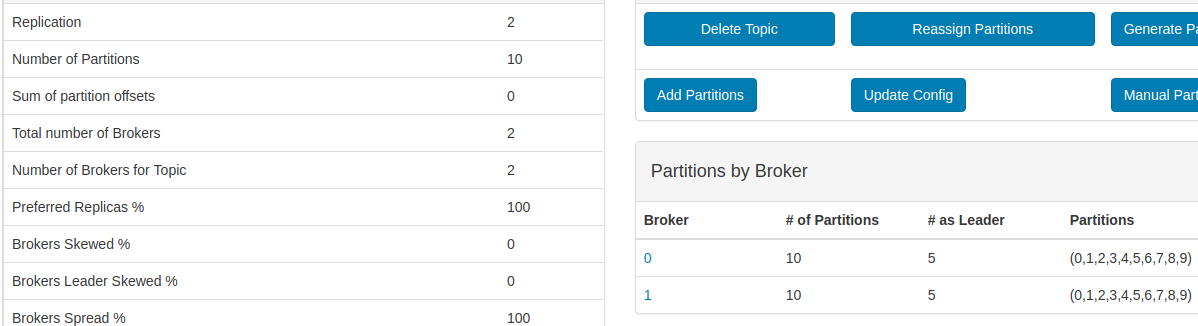 Replication 2
Number of Partitions 10
Sum of partition offsets 0
Total number of Brokers 2
Number of Brokers for Topic 2
Preferred Replicas % 100
Brokers Skewed % 0
Brokers Leader Skewed % 0
Brokers Spread % 100
Delete Topic Reassign Partitions Generate Pa
Add Partitions Update Config Manual Part
Partitions by Broker
Broker # of Partitions # as Leader Partitions
0 10 5 (0,1,2,3,4,5,6,7,8,9)
1 10 5 (0,1,2,3,4,5,6,7,8,9)